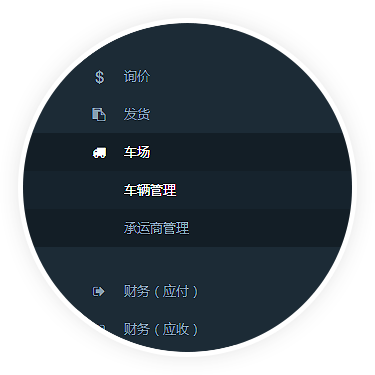 $ 询价
发货
车场
车辆管理
承运商管理
财务（应付）
财务（应收）